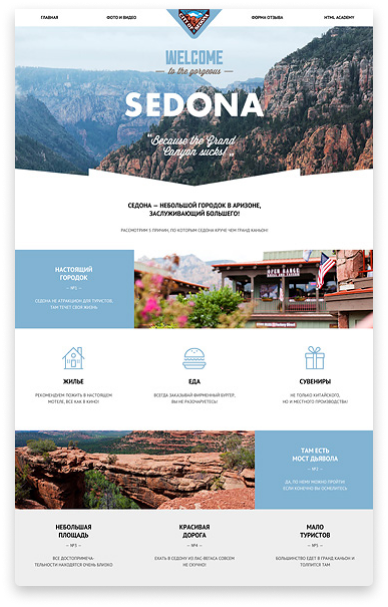 ГЛАВНАЯ
ФОТО И ВИДЕО
ФОРМА ОТЗЫВА
HTML ACADEMY
WELCOME
to the gorgeous
SEDONA
“Because the Grand
Canyon sucks!”
СЕДОНА — НЕБОЛЬШОЙ ГОРОДОК В АРИЗОНЕ,
ЗАСЛУЖИВАЮЩИЙ БОЛЬШЕГО!
РАССМОТРИМ 5 ПРИЧИН, ПО КОТОРЫМ СЕДОНА КРУЧЕ ЧЕМ ГРАНД КАНЬОН!
НАСТОЯЩИЙ
ГОРОДОК
— №1 —
СЕДОНА НЕ АТРАКЦИОН ДЛЯ ТУРИСТОВ,
ТАМ ТЕЧЕТ СВОЯ ЖИЗНЬ
OPEN RANGE
ЖИЛЬЕ
РЕКОМЕНДУЕМ ПОЖИТЬ В НАСТОЯЩЕМ
МОТЕЛЕ, ВСЕ КАК В КИНО!
ЕДА
ВСЕГДА ЗАКАЗЫВАЙ ФИРМЕННЫЙ БУРГЕР,
ВЫ НЕ РАЗОЧАРУЕТЕСЬ!
СУВЕНИРЫ
НЕ ТОЛЬКО КИТАЙСКОГО,
НО И МЕСТНОГО ПРОИЗВОДСТВА!
ТАМ ЕСТЬ
МОСТ ДЬЯВОЛА
— №2 —
ДА, ПО НЕМУ МОЖНО ПРОЙТИ
ЕСЛИ КОНЕЧНО ВЫ ОСМЕЛИТЕСЬ
НЕБОЛЬШАЯ
ПЛОЩАДЬ
— №3 —
ВСЕ ДОСТОПРИМЕЧА-
ТЕЛЬНОСТИ НАХОДЯТСЯ ОЧЕНЬ БЛИЗКО
КРАСИВАЯ
ДОРОГА
— №4 —
ЕХАТЬ В СЕДОНУ ИЗ ЛАС ВЕГАСА СОВСЕМ
НЕ СКУЧНО!
МАЛО
ТУРИСТОВ
— №5 —
БОЛЬШИНСТВО ЕДЕТ В ГРАНД КАНЬОН И
ТОЛПИТСЯ ТАМ